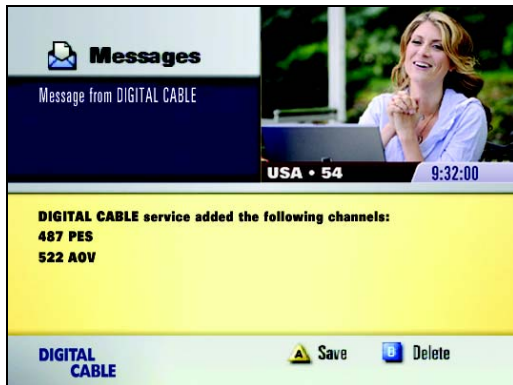 Messages
Message from DIGITAL CABLE
USA • 54 9:32:00
DIGITAL CABLE service added the following channels:
487 PES
522 AOV
DIGITAL
CABLE
A Save B Delete